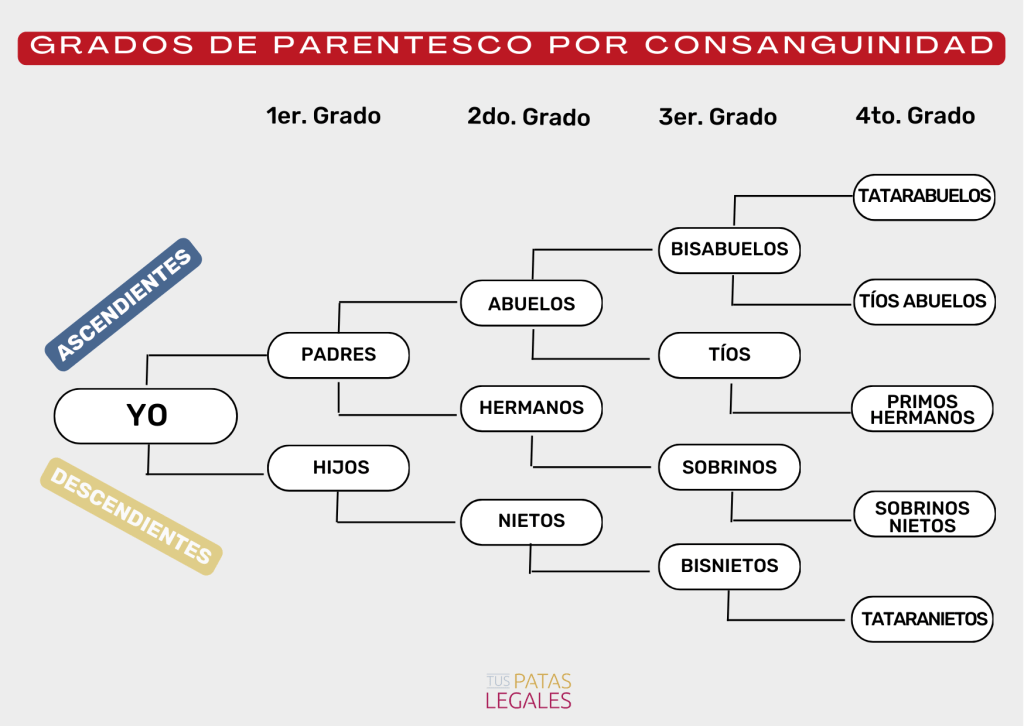 GRADOS DE PARENTESCO POR CONSANGUINIDAD
1er. Grado
2do. Grado
3er. Grado
4to. Grado
TATARABUELOS
BISABUELOS
ASCENDIENTES
ABUELOS
TÍOS ABUELOS
PADRES
TÍOS
YO
HERMANOS
PRIMOS
HERMANOS
HIJOS
SOBRINOS
DESCENDIENTES
NIETOS
SOBRINOS
NIETOS
BISNIETOS
TATARANIETOS
TUS PATAS
LEGALES